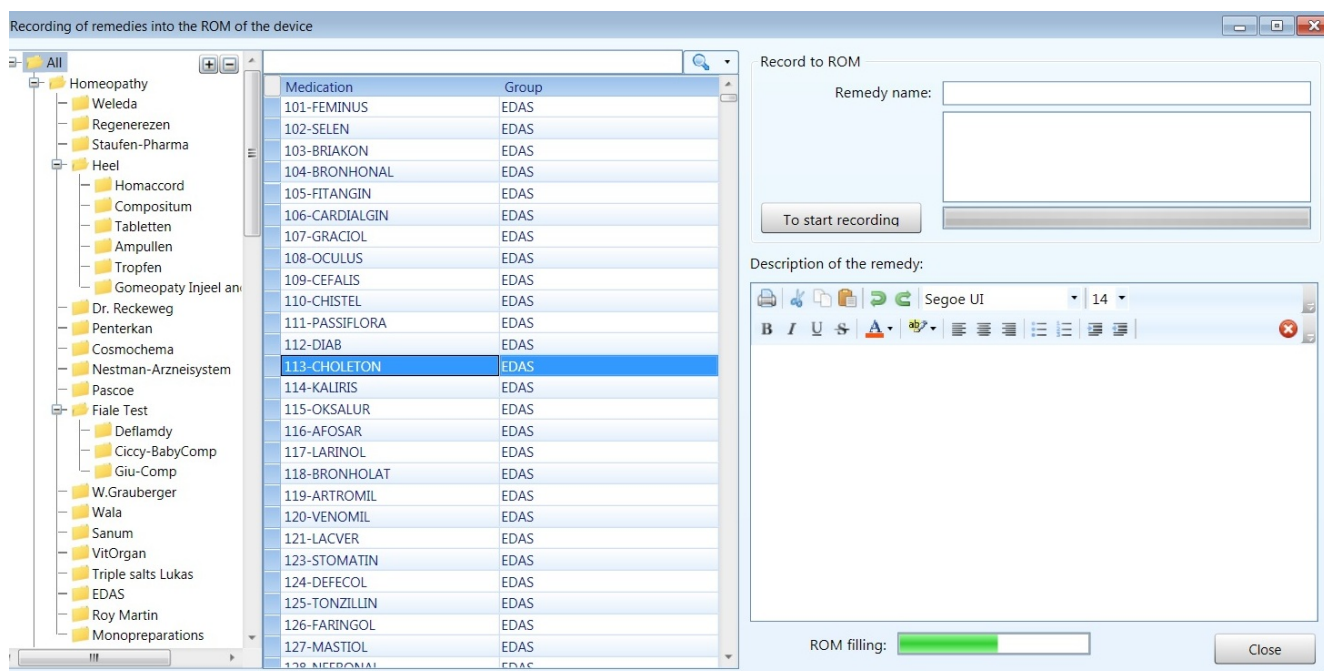 Recording of remedies into the ROM of the device
All
Homeopathy
Weleda
Regenerezen
Staufen-Pharma
Heel
Homaccord
Compositum
Tabletten
Ampullen
Tropfen
Gomeopaty Injeel an
Dr. Reckeweg
Penterkan
Cosmochema
Nestman-Arzneisystem
Pascoe
Fiale Test
Deflamdy
Ciccy-BabyComp
Giu-Comp
W.Grauberger
Wala
Sanum
VitOrgan
Triple salts Lukas
EDAS
Roy Martin
Monopreparations
Medication Group
101-FEMINUS EDAS
102-SELEN EDAS
103-BRIAKON EDAS
104-BRONHONAL EDAS
105-FITANGIN EDAS
106-CARDIALGIN EDAS
107-GRACIOL EDAS
108-OCULUS EDAS
109-CEFALIS EDAS
110-CHISTEL EDAS
111-PASSIFLORA EDAS
112-DIAB EDAS
113-CHOLETON EDAS
114-KALIRIS EDAS
115-OKSALUR EDAS
116-AFOSAR EDAS
117-LARINOL EDAS
118-BRONHOLAT EDAS
119-ARTROMIL EDAS
120-VENOMIL EDAS
121-LACVER EDAS
123-STOMATIN EDAS
124-DEFECOL EDAS
125-TONZILLIN EDAS
126-FARINGOL EDAS
127-MASTIOL EDAS
Record to ROM
Remedy name:
To start recording
Description of the remedy:
Segoe UI 14
B I U S A ab
ROM filling:
Close